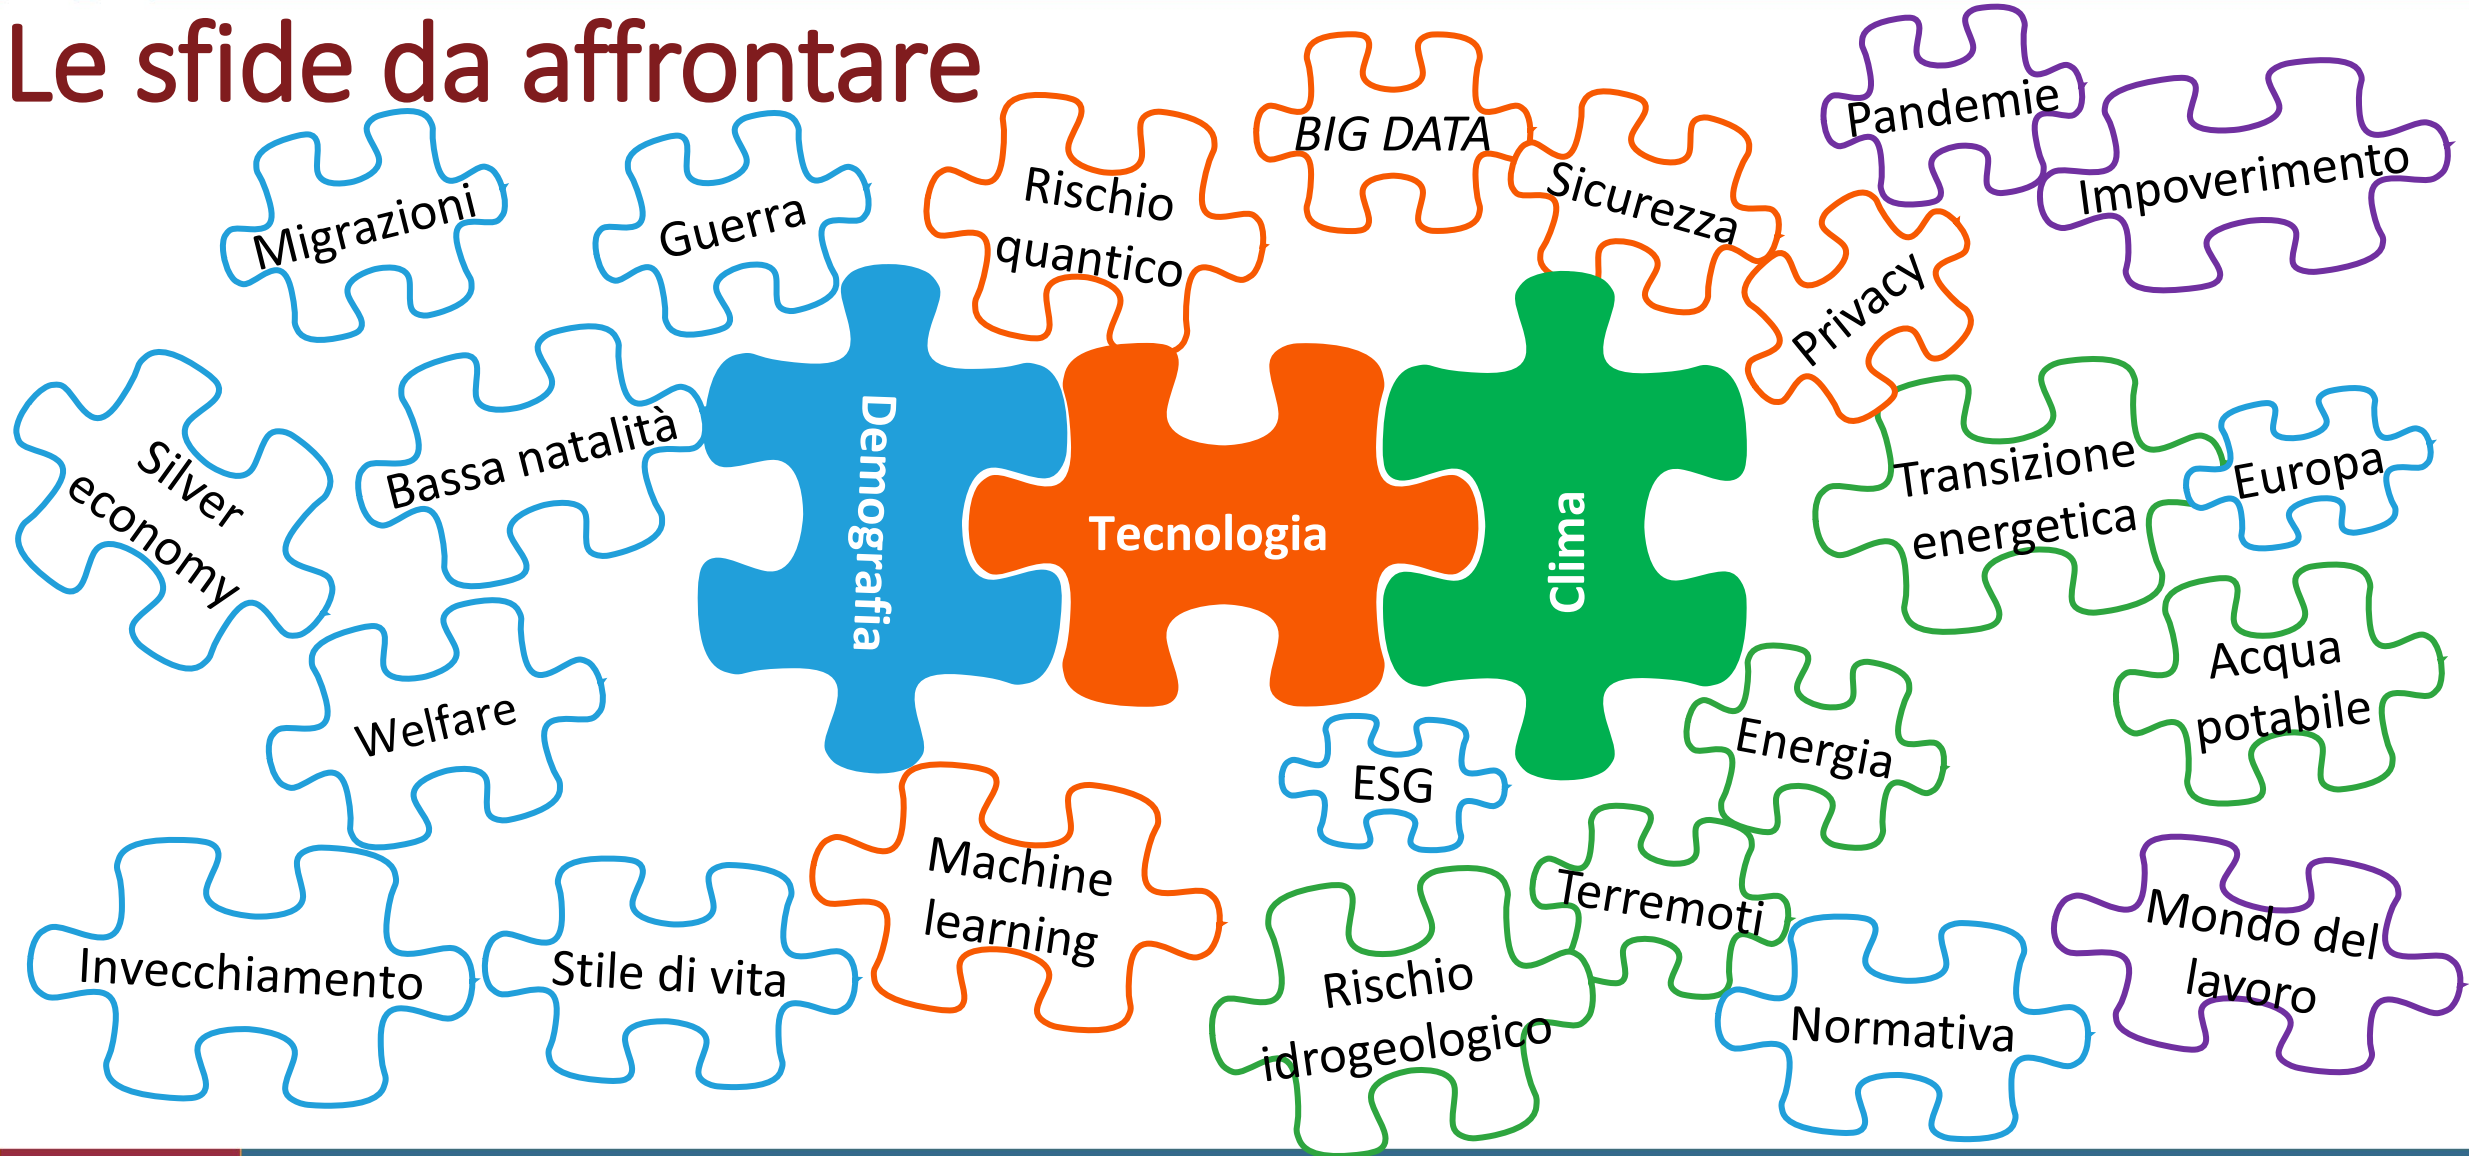 Le sfide da affrontare
Pandemie
BIG DATA
Impoverimento
Migrazioni
Guerra
Rischio
quantico
Sicurezza
Privacy
Silver
economy
Bassa natalità
Demografia
Tecnologia
Clima
Transizione
energetica
Europa
Acqua
potabile
Welfare
ESG
Energia
Machine
learning
Terremoti
Mondo del
lavoro
Invecchiamento
Stile di vita
Rischio
idrogeologico
Normativa